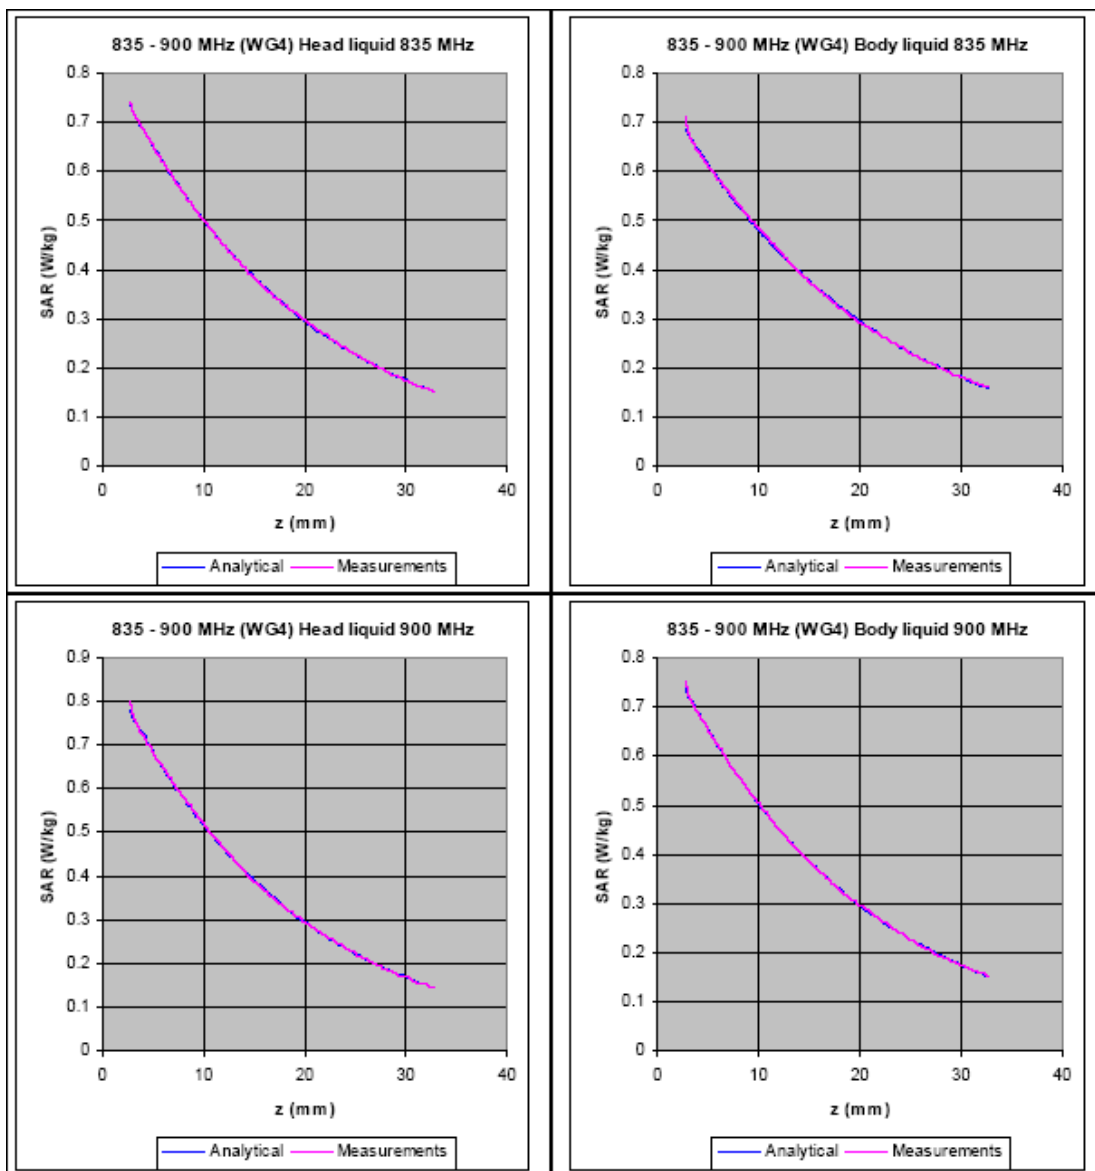 835 - 900 MHz (WG4) Head liquid 835 MHz
0.8
0.7
0.6
0.5
0.4
0.3
0.2
0.1
0
SAR (W/kg)
0 10 20 30 40
z (mm)
Analytical Measurements
835 - 900 MHz (WG4) Body liquid 835 MHz
0.8
0.7
0.6
0.5
0.4
0.3
0.2
0.1
0
SAR (W/kg)
0 10 20 30 40
z (mm)
Analytical Measurements
835 - 900 MHz (WG4) Head liquid 900 MHz
0.9
0.8
0.7
0.6
0.5
0.4
0.3
0.2
0.1
0
SAR (W/kg)
0 10 20 30 40
z (mm)
Analytical Measurements
835 - 900 MHz (WG4) Body liquid 900 MHz
0.8
0.7
0.6
0.5
0.4
0.3
0.2
0.1
0
SAR (W/kg)
0 10 20 30 40
z (mm)
Analytical Measurements